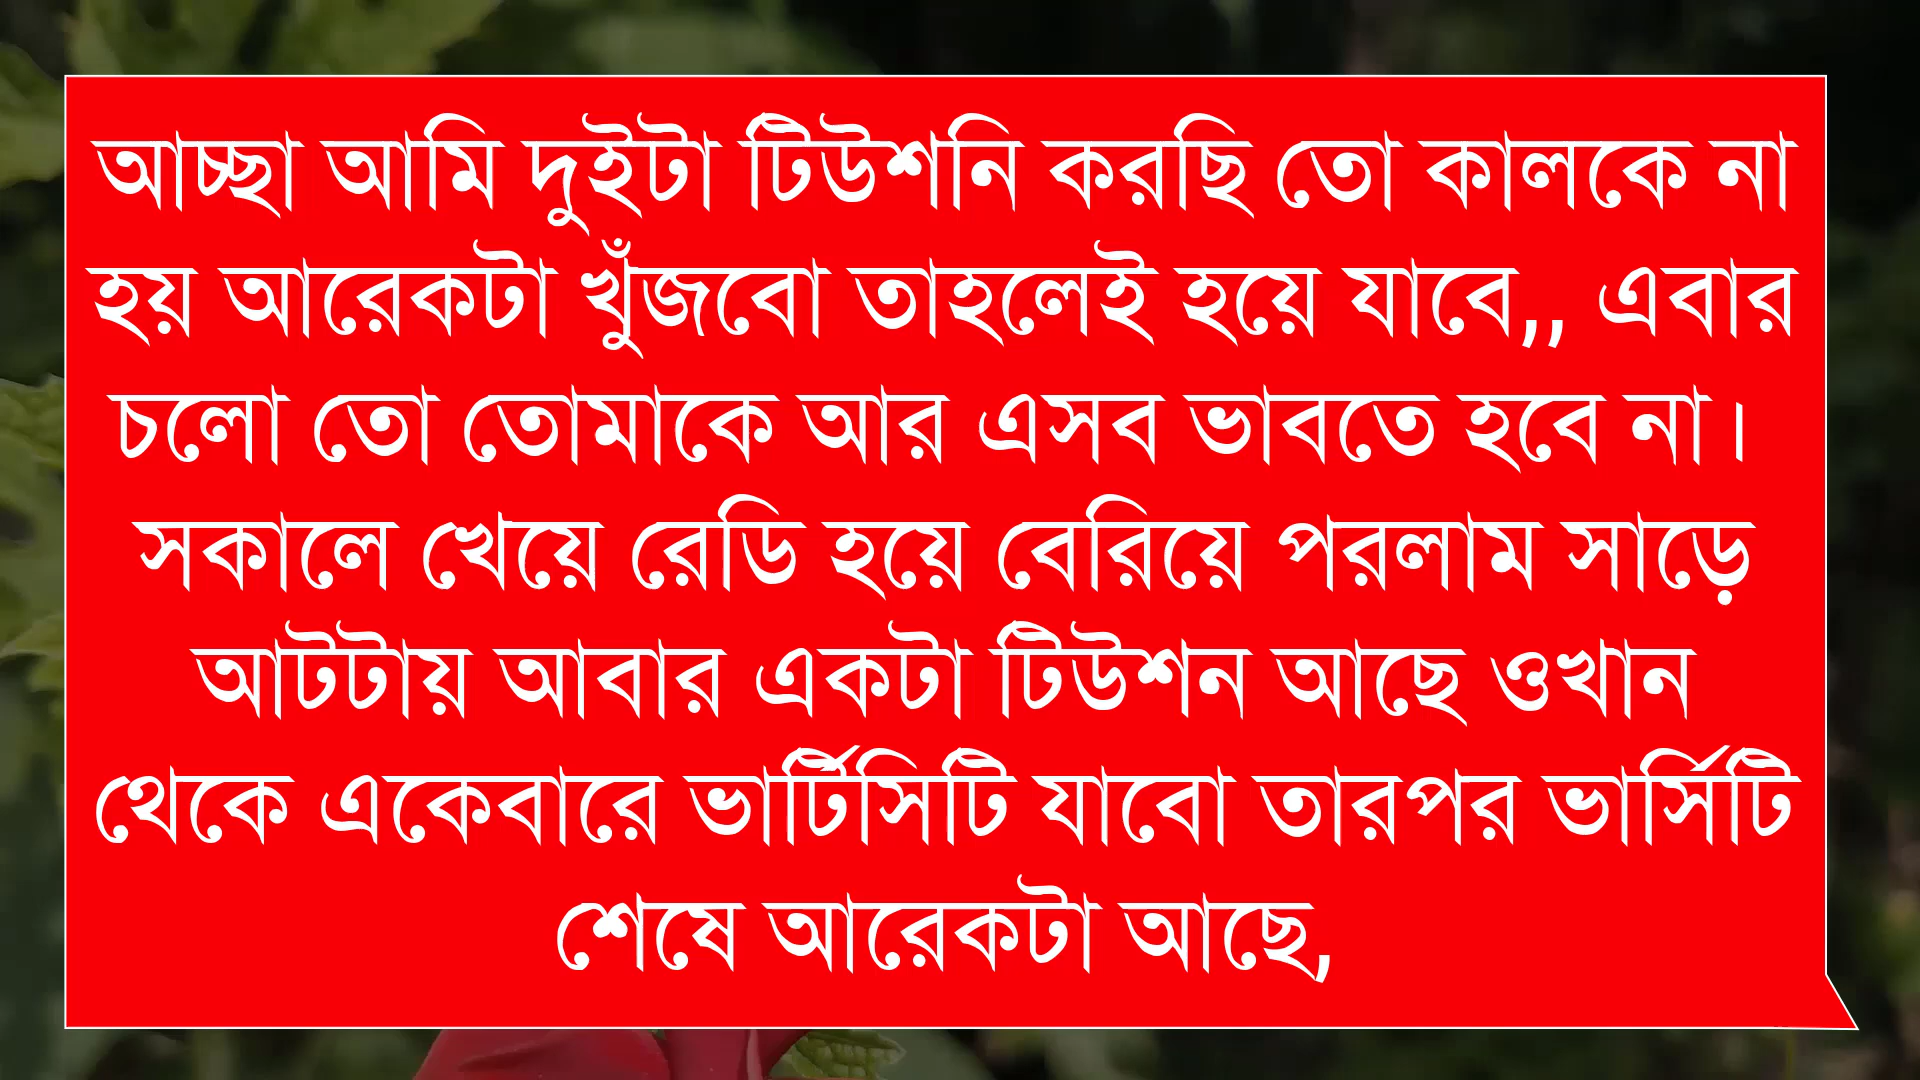 আচ্ছা আমি দুইটা টিউশনি করছি তো কালকে না
হয় আরেকটা খুঁজবো তাহলেই হয়ে যাবে,, এবার
চলো তো তোমাকে আর এসব ভাবতে হবে না।
সকালে খেয়ে রেডি হয়ে বেরিয়ে পরলাম সাড়ে
আটটায় আবার একটা টিউশন আছে ওখান
থেকে একেবারে ভার্টিসিটি যাবো তারপর ভার্সিটি
শেষে আরেকটা আছে,